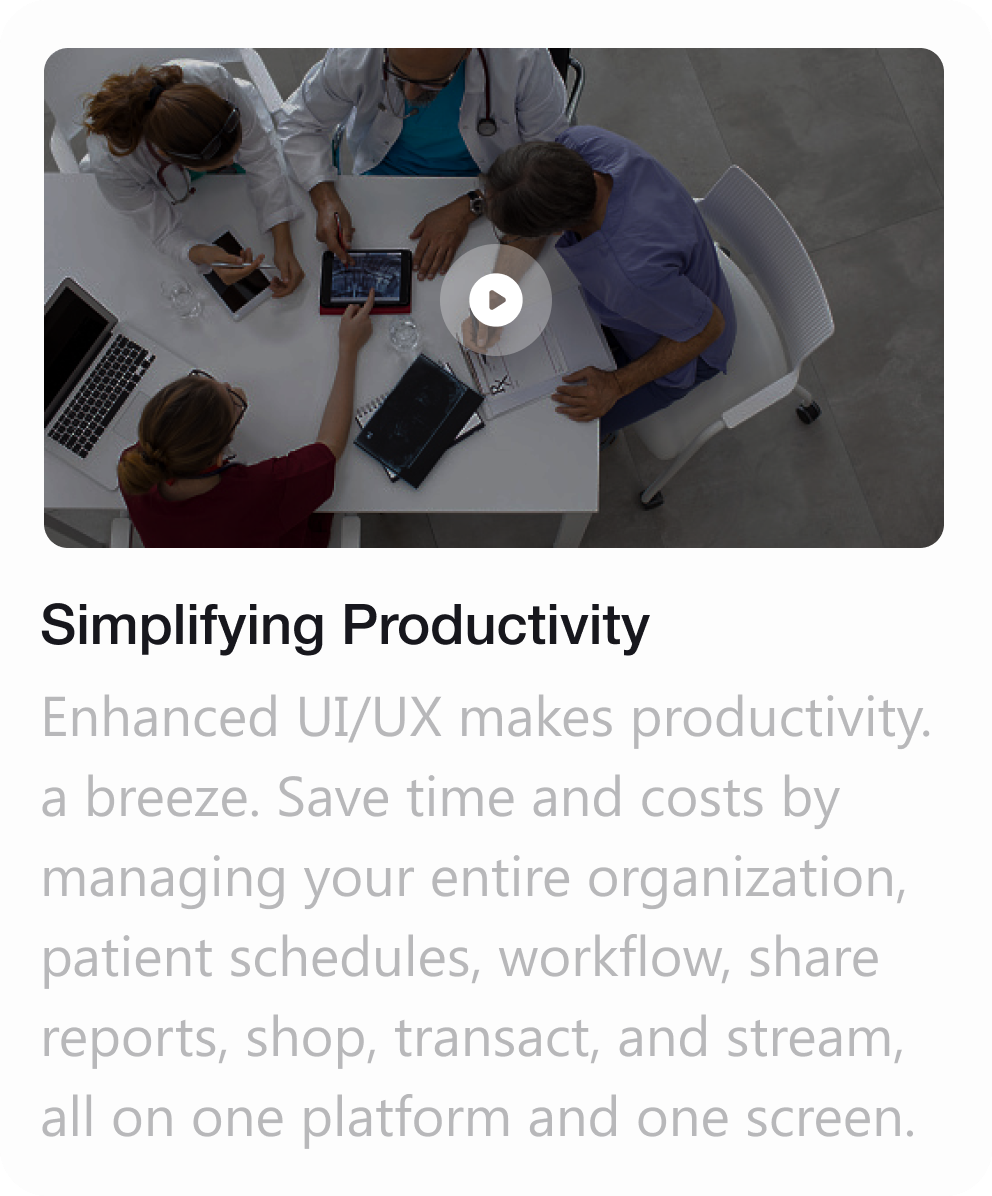 Rx
Simplifying Productivity
Enhanced UI/UX makes productivity.
a breeze. Save time and costs by
managing your entire organization,
patient schedules, workflow, share
reports, shop, transact, and stream,
all on one platform and one screen.